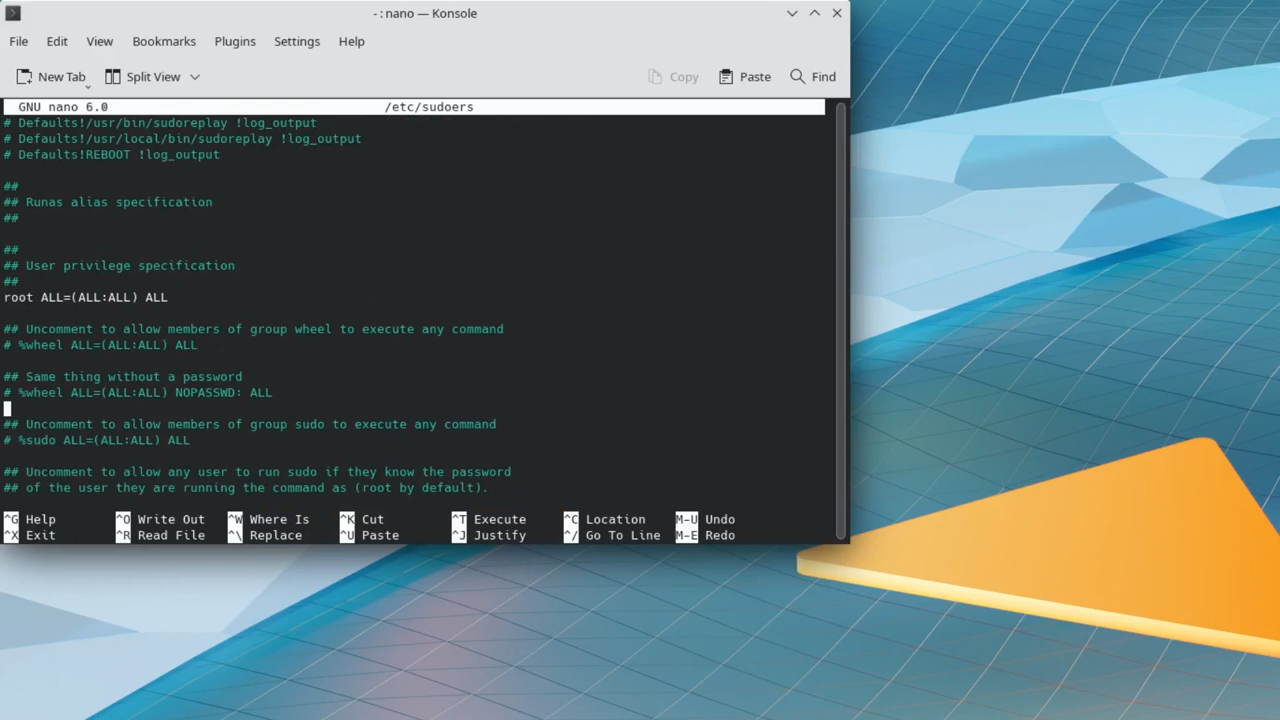 - : nano — Konsole
File Edit View Bookmarks Plugins Settings Help
New Tab Split View Copy Paste Find
GNU nano 6.0 /etc/sudoers
# Defaults!/usr/bin/sudoreplay !log_output
# Defaults!/usr/local/bin/sudoreplay !log_output
# Defaults!REBOOT !log_output
##
## Runas alias specification
##
##
## User privilege specification
##
root ALL=(ALL:ALL) ALL
## Uncomment to allow members of group wheel to execute any command
# %wheel ALL=(ALL:ALL) ALL
## Same thing without a password
# %wheel ALL=(ALL:ALL) NOPASSWD: ALL
## Uncomment to allow members of group sudo to execute any command
# %sudo ALL=(ALL:ALL) ALL
## Uncomment to allow any user to run sudo if they know the password
## of the user they are running the command as (root by default).
^G Help ^O Write Out ^W Where Is ^K Cut ^T Execute ^C Location M-U Undo
^X Exit ^R Read File ^\ Replace ^U Paste ^J Justify ^/ Go To Line M-E Redo